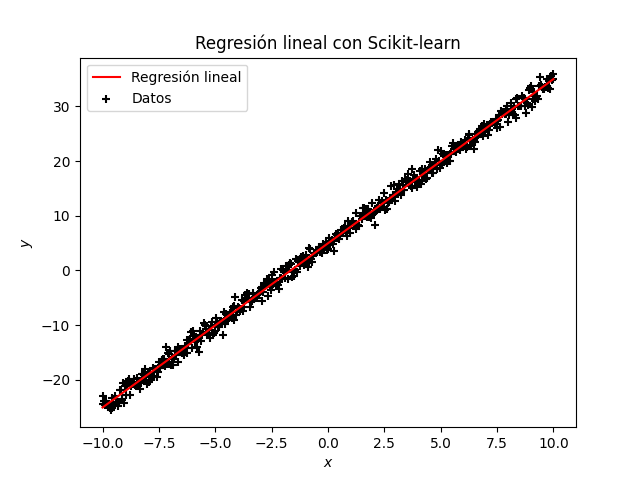 Regresión lineal con Scikit-learn
Regresión lineal
Datos
30
20
10
0
−10
−20
y
−10.0 −7.5 −5.0 −2.5 0.0 2.5 5.0 7.5 10.0
x